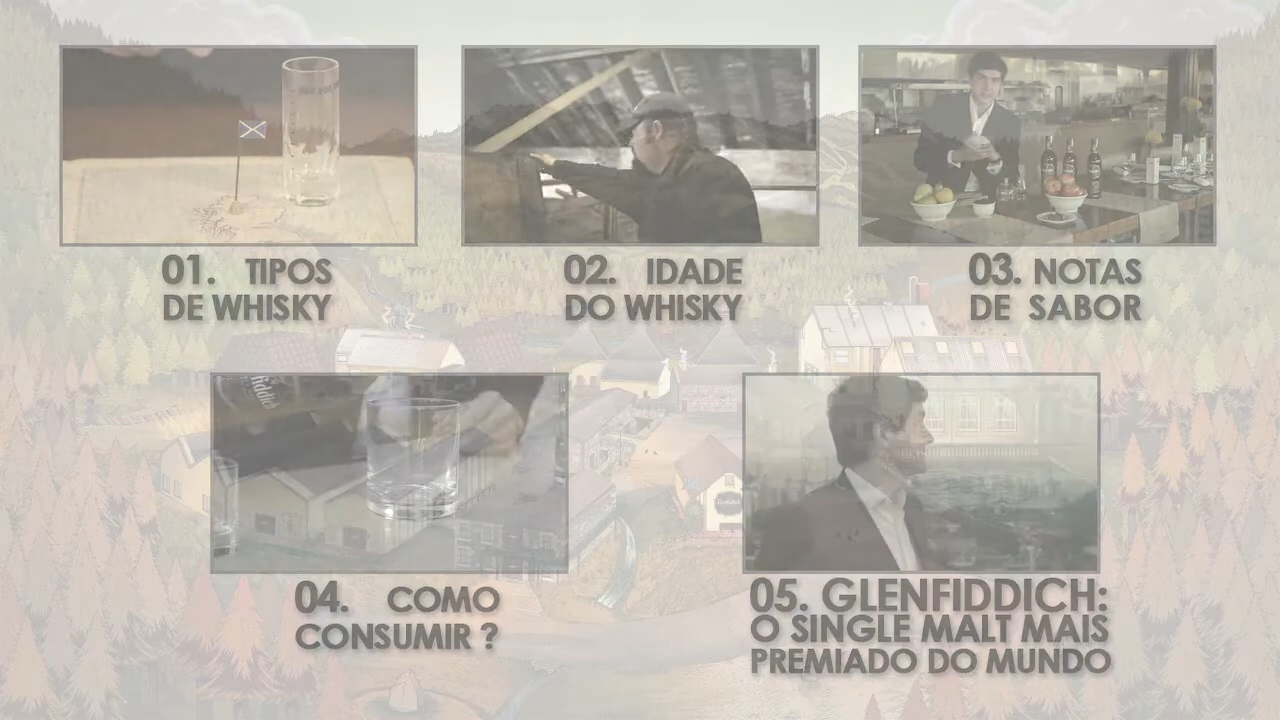 01. TIPOS
DE WHISKY
02. IDADE
DO WHISKY
03. NOTAS
DE SABOR
04. COMO
CONSUMIR ?
05. GLENFIDDICH:
O SINGLE MALT MAIS
PREMIADO DO MUNDO